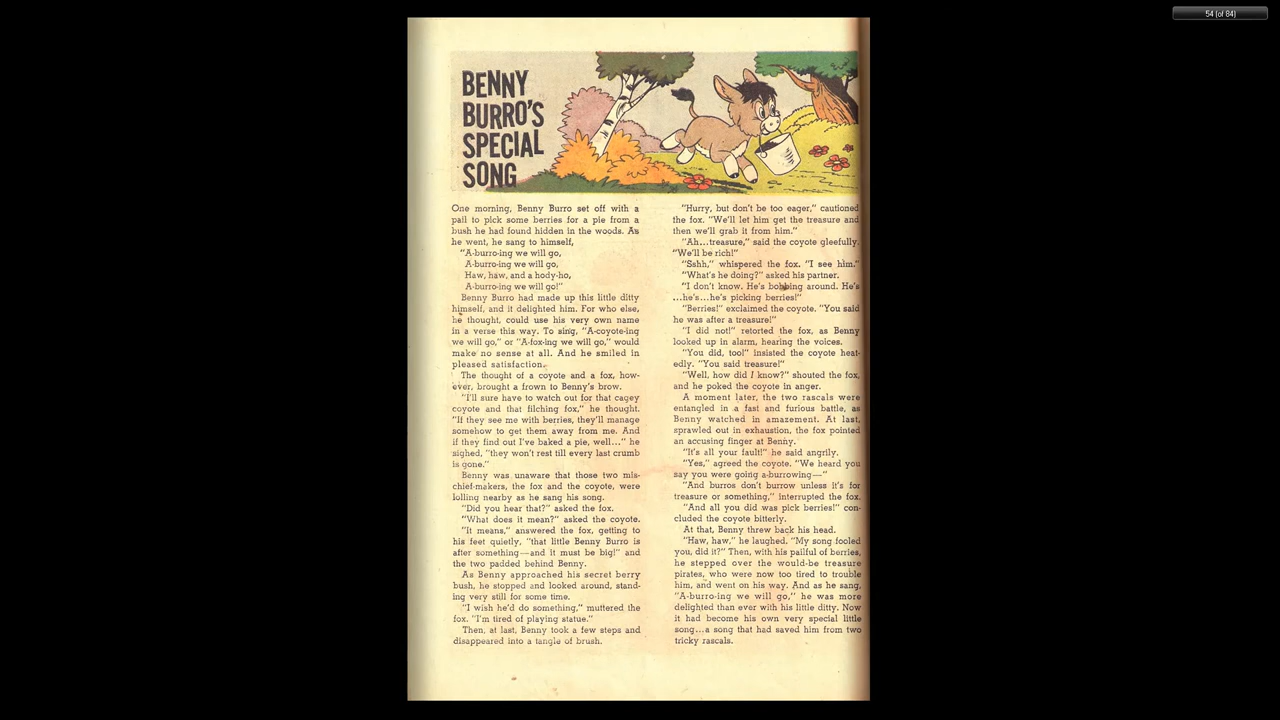 54 [of 84]
BENNY
BURRO'S
SPECIAL
SONG
One morning, Benny Burro set off with a
pail to pick some berries for a pie from a
bush he had found hidden in the woods. As
he went, he sang to himself,
"A-burro-ing we will go,
A-burro-ing we will go,
Haw, haw, and a hody-ho,
A-burro-ing we will go!"
Benny Burro had made up this little ditty
himself, and it delighted him. For who else,
he thought, could use his very own name
in a verse this way. To sing, "A-coyote-ing
we will go," or "A-fox-ing we will go," would
make no sense at all. And he smiled in
pleased satisfaction.
The thought of a coyote and a fox, how-
ever, brought a frown to Benny's brow.
"I'll sure have to watch out for that cagey
coyote and that filching fox," he thought.
"If they see me with berries, they'll manage
somehow to get them away from me. And
if they find out I've baked a pie, well..." he
sighed, "they won't rest till every last crumb
is gone."
Benny was unaware that those two mis-
chief-makers, the fox and the coyote, were
lolling nearby as he sang his song.
"Did you hear that?" asked the fox.
"What does it mean?" asked the coyote.
"It means," answered the fox, getting to
his feet quietly, "that little Benny Burro is
after something—and it must be big!" and
the two padded behind Benny.
As Benny approached his secret berry
bush, he stopped and looked around, stand-
ing very still for some time.
"I wish he'd do something," muttered the
fox. "I'm tired of playing statue."
Then, at last, Benny took a few steps and
disappeared into a tangle of brush.
"Hurry, but don't be too eager," cautioned
the fox. "We'll let him get the treasure and
then we'll grab it from him."
"Ah...treasure," said the coyote gleefully.
"We'll be rich!"
"Sshh," whispered the fox. "I see him."
"What's he doing?" asked his partner.
"I don't know. He's bobbing around. He's
...he's...he's picking berries!"
"Berries!" exclaimed the coyote. "You said
he was after a treasure!"
"I did not!" retorted the fox, as Benny
looked up in alarm, hearing the voices.
"You did, too!" insisted the coyote heat-
edly. "You said treasure!"
"Well, how did I know?" shouted the fox,
and he poked the coyote in anger.
A moment later, the two rascals were
entangled in a fast and furious battle, as
Benny watched in amazement. At last,
sprawled out in exhaustion, the fox pointed
an accusing finger at Benny.
"It's all your fault!" he said angrily.
"Yes," agreed the coyote. "We heard you
say you were going a-burrowing—"
"And burros don't burrow unless it's for
treasure or something," interrupted the fox.
"And all you did was pick berries!" con-
cluded the coyote bitterly.
At that, Benny threw back his head.
"Haw, haw," he laughed. "My song fooled
you, did it?" Then, with his pailful of berries,
he stepped over the would-be treasure
pirates, who were now too tired to trouble
him, and went on his way. And as he sang,
"A-burro-ing we will go," he was more
delighted than ever with his little ditty. Now
it had become his own very special little
song...a song that had saved him from two
tricky rascals.